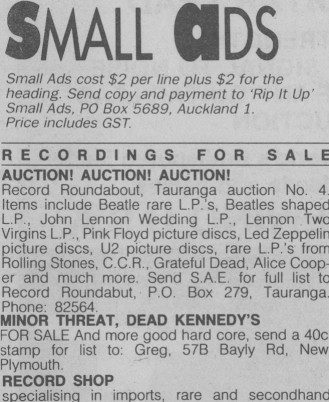 SMALL aDS
Small Ads cost $2 per line plus $2 for the
heading. Send copy and payment to ‘Rip It Up’
Small Ads, PO Box 5689, Auckland 1.
Price includes GST.
RECORDINGS FOR SALE
AUCTION! AUCTION! AUCTION!
Record Roundabout, Tauranga auction No. 4.
Items include Beatle rare L.P.'s, Beatles shaped
L.P., John Lennon Wedding L.P., Lennon Two
Virgins L.P., Pink Floyd picture discs, Led Zeppelin
picture discs, U2 picture discs, rare L.P.'s from
Rolling Stones, C.C.R., Grateful Dead, Alice Coop-
er and much more. Send S.A.E. for full list to
Record Roundabut, P.O. Box 279, Tauranga.
Phone: 82564.
MINOR THREAT, DEAD KENNEDY'S
FOR SALE And more good hard core, send a 40c
stamp for list to: Greg, 57B Bayly Rd, New
Plymouth.
RECORD SHOP
specialising in imports, rare and secondhand